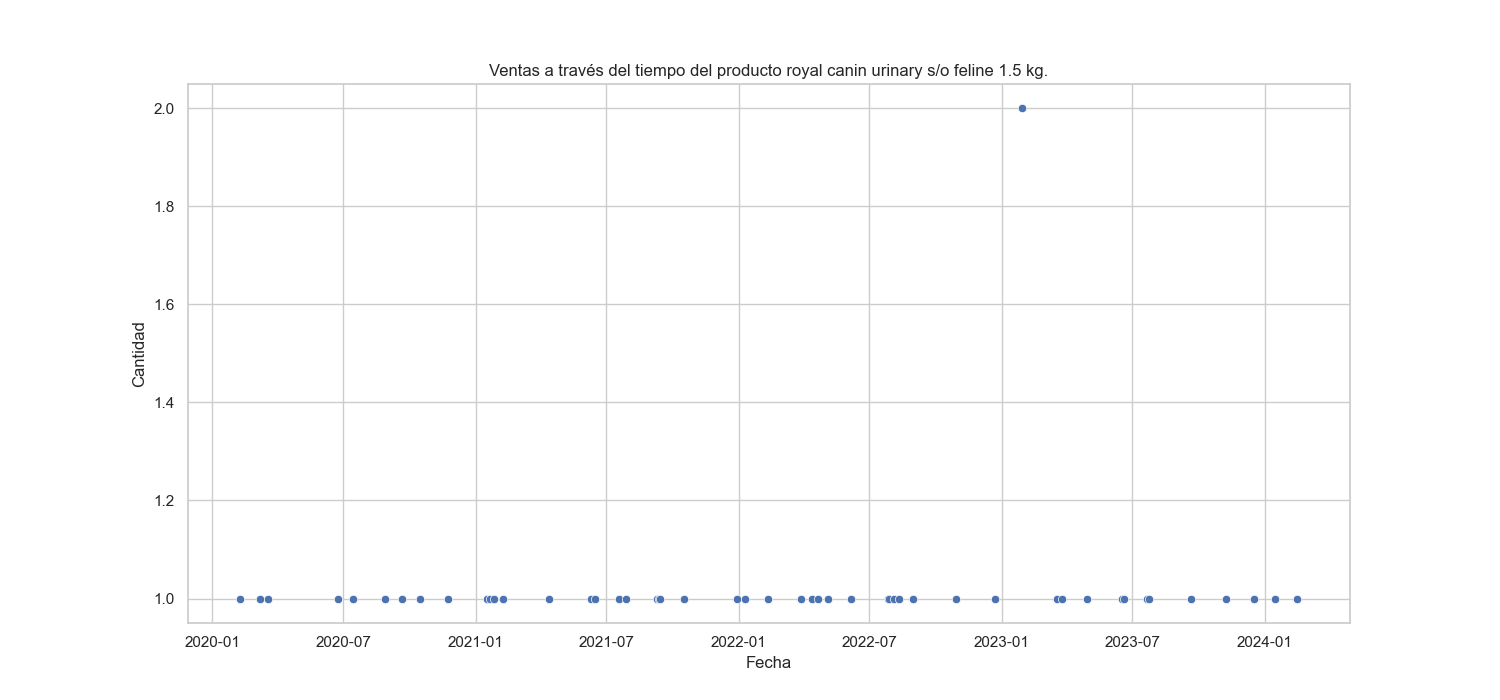 Ventas a través del tiempo del producto royal canin urinary s/o feline 1.5 kg.
2.0
1.8
1.6
1.4
1.2
1.0
Cantidad
2020-01 2020-07 2021-01 2021-07 2022-01 2022-07 2023-01 2023-07 2024-01
Fecha